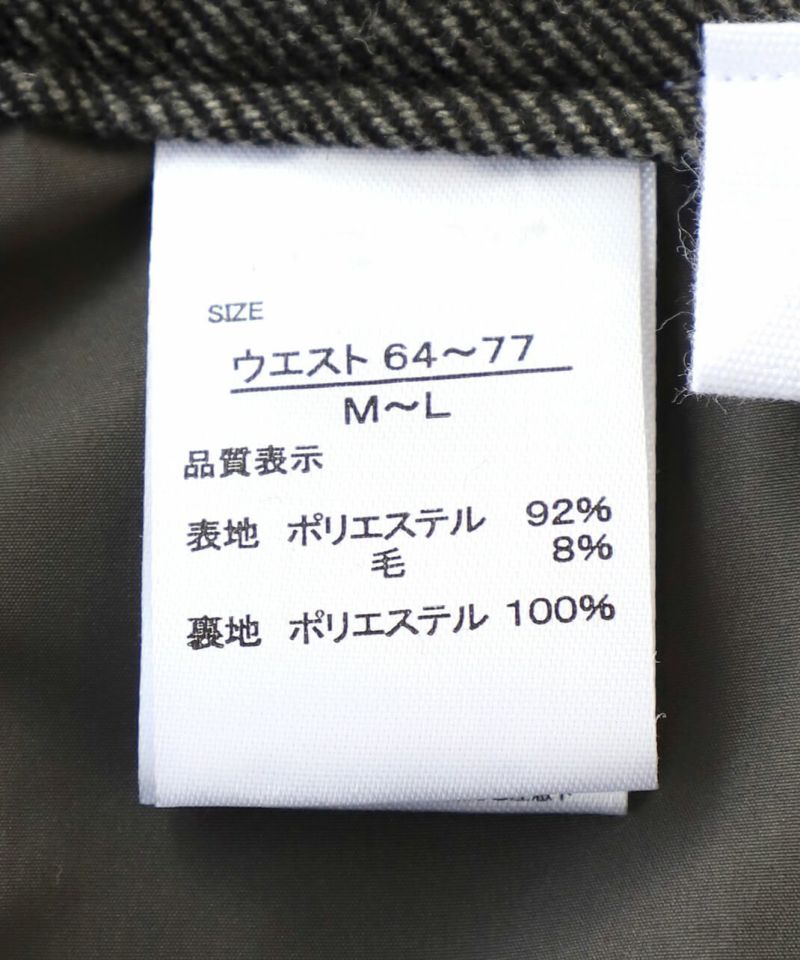 SIZE
ウエスト 64〜77
M〜L
品質表示
表地 ポリエステル 92%
毛 8%
裏地 ポリエステル 100%